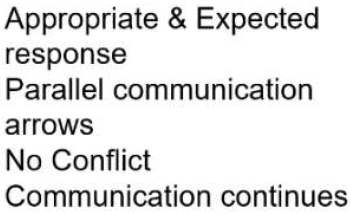 Appropriate & Expected
response
Parallel communication
arrows
No Conflict
Communication continues